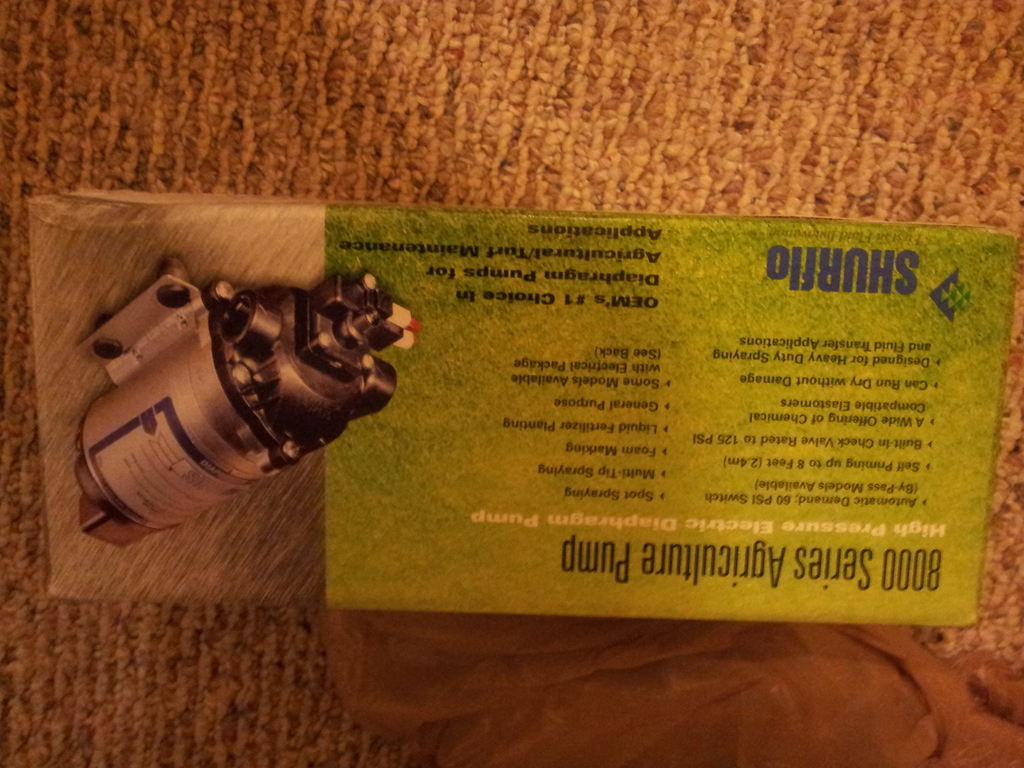 8000 Series Agriculture Pump
High Pressure Electric Diaphragm Pump
Automatic Demand; 60 PSI Switch
(By-Pass Models Available)
Self Priming up to 8 Feet (2.4m)
Built-In Check Valve Rated to 125 PSI
A Wide Offering of Chemical
Compatible Elastomers
Can Run Dry without Damage
Designed for Heavy Duty Spraying
and Fluid Transfer Applications
Spot Spraying
Multi-Tip Spraying
Foam Marking
Liquid Fertilizer Planting
General Purpose
Some Models Available
with Electrical Package
(See Back)
SHURflo
OEM's #1 Choice in
Diaphragm Pumps for
Agricultural/Turf Maintenance
Applications